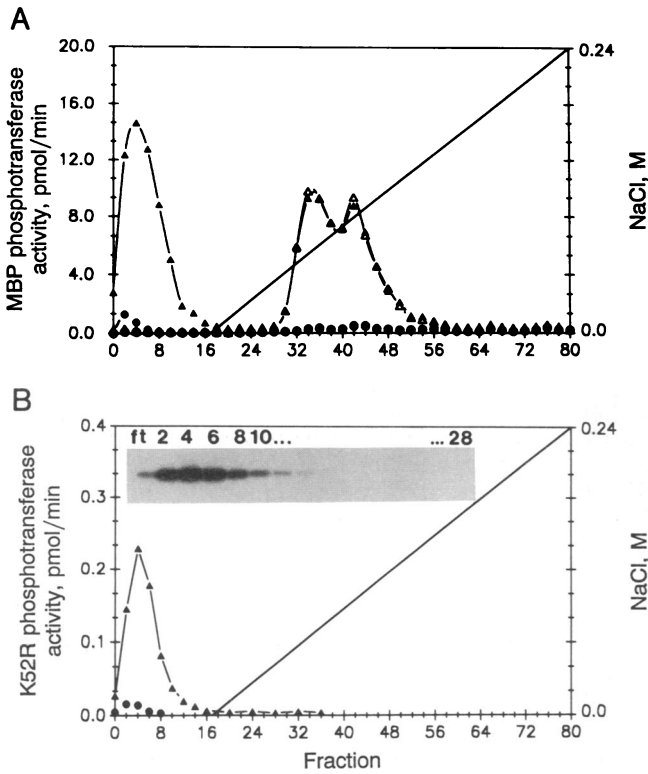 A
MBP phosphotransferase
activity, pmol/min
20.0
16.0
12.0
8.0
4.0
0.0
0 8 16 24 32 40 48 56 64 72 80
0.24
0.0
NaCl, M
B
K52R phosphotransferase
activity, pmol/min
0.4
0.3
0.2
0.1
0.0
ft 2 4 6 8 10... ...28
0 8 16 24 32 40 48 56 64 72 80
0.24
0.0
NaCl, M
Fraction